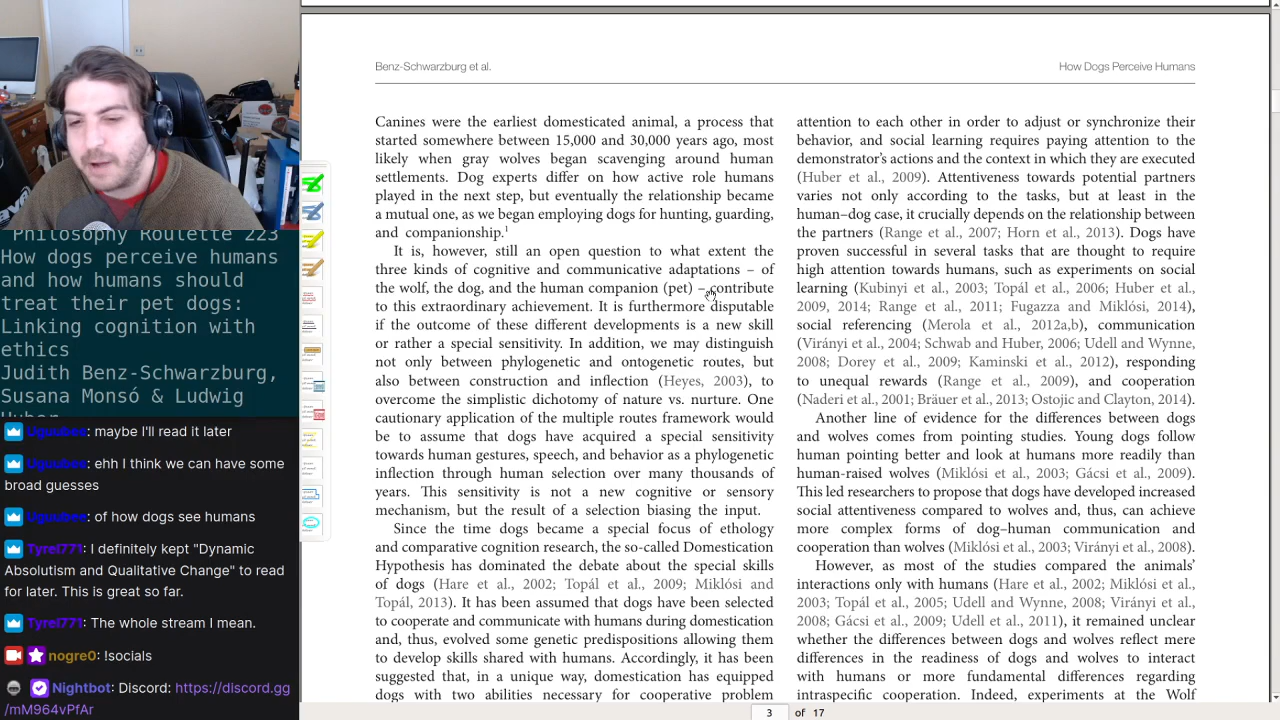 Philosophy Roulette 223
How dogs perceive humans
and how humans should
treat their pet dogs:
Linking cognition with
ethics
Judith Benz-Schwarzburg,
Susana Monsó & Ludwig
Huber
Uguubee: maybe I'll read it later
Uguubee: ehh I think we can have some
broad guesses
Uguubee: of how dogs see humans
Tyrel771: I definitely kept "Dynamic
Absolutism and Qualitative Change" to read
for later. This is great so far.
Tyrel771: The whole stream I mean.
nogre0: !socials
Nightbot: Discord: https://discord.gg
/mM964vPfAr
Benz-Schwarzburg et al.
How Dogs Perceive Humans
Canines were the earliest domesticated animal, a process that
started somewhere between 15,000 and 30,000 years ago, most
likely when gray wolves began scavenging around human
settlements. Dog experts differ on how active role humans
played in the next step, but eventually the relationship became
a mutual one, as we began employing dogs for hunting, guarding,
and companionship.1
It is, however, still an open question what exactly the
three kinds of cognitive and communicative adaptations – of
the wolf, the dog, and the human companion (pet) – contribute
to this extraordinary achievement. It is furthermore debatable
if the outcome of these different developments is a new skill
or rather a special sensitivity. In addition, one may distinguish
not only between phylogenetic and ontogenetic routes, but
also between construction and inflection (Heyes 2003), to
overcome the simplistic dichotomy of nature vs. nurture. One
cautionary application of the multiple routes framework would
be to assume that dogs have acquired a special sensitivity
towards human gestures, speech, and behavior as a phylogenetic
inflection through human selection over many thousands of
years. This sensitivity is not a new cognitive or sensory
mechanism, but the result of a selection tuning the input.
Since the time dogs became a special focus of ethology
and comparative cognition research, the so-called Domestication
Hypothesis has dominated the debate about the special skills
of dogs (Hare et al., 2002; Topál et al., 2009; Miklósi and
Topál, 2013). It has been assumed that dogs have been selected
to cooperate and communicate with humans during domestication
and, thus, evolved some genetic predispositions allowing them
to develop skills shared with humans. Accordingly, it has been
suggested that, in a unique way, domestication has equipped
dogs with two abilities necessary for cooperative problem
attention to each other in order to adjust or synchronize their
behavior, and social learning requires paying attention to the
demonstrator's actions and the context in which they are executed
(Huber et al., 2009). Attentiveness towards potential partners
varies not only according to the tasks, but at least in the
human–dog case, it crucially depends on the relationship between
the partners (Range et al., 2007; Horn et al., 2013). Dogs have
proven successful in several tasks that are thought to require
high attention towards humans, such as experiments on social
learning (Kubinyi et al., 2003; Topál et al., 2006; Huber et al.,
2009, 2014; Range et al., 2011; Fugazza and Miklósi, 2014),
social referencing (Merola et al., 2012a,b), communication
(Virányi et al., 2004; Schwab and Huber, 2006; Udell and Wynne,
2008; Dorey et al., 2009; Kaminski et al., 2012), responding
to unequal rewards (Range et al., 2009), and cooperation
(Naderi et al., 2001; Bräuer et al., 2013; Ostojic and Clayton, 2014).
Another line of evidence for such a difference between dogs
and wolves comes from pointing studies. As dogs follow
human pointing better and look at humans more readily than
human-raised wolves (Miklósi et al., 2003; Gácsi et al., 2009).
These researchers propose that dogs have developed increased
social attentiveness compared to wolves and, thus, can achieve
more complex forms of dog–human communication and
cooperation than wolves (Miklósi et al., 2003; Virányi et al., 2008).
However, as most of the studies compared the animals'
interactions only with humans (Hare et al., 2002; Miklósi et al.,
2003; Topál et al., 2005; Udell and Wynne, 2008; Virányi et al.,
2008; Gácsi et al., 2009; Udell et al., 2011), it remained unclear
whether the differences between dogs and wolves reflect mere
differences in the readiness of dogs and wolves to interact
with humans or more fundamental differences regarding
intraspecific cooperation. Indeed, experiments at the Wolf
3 of 17